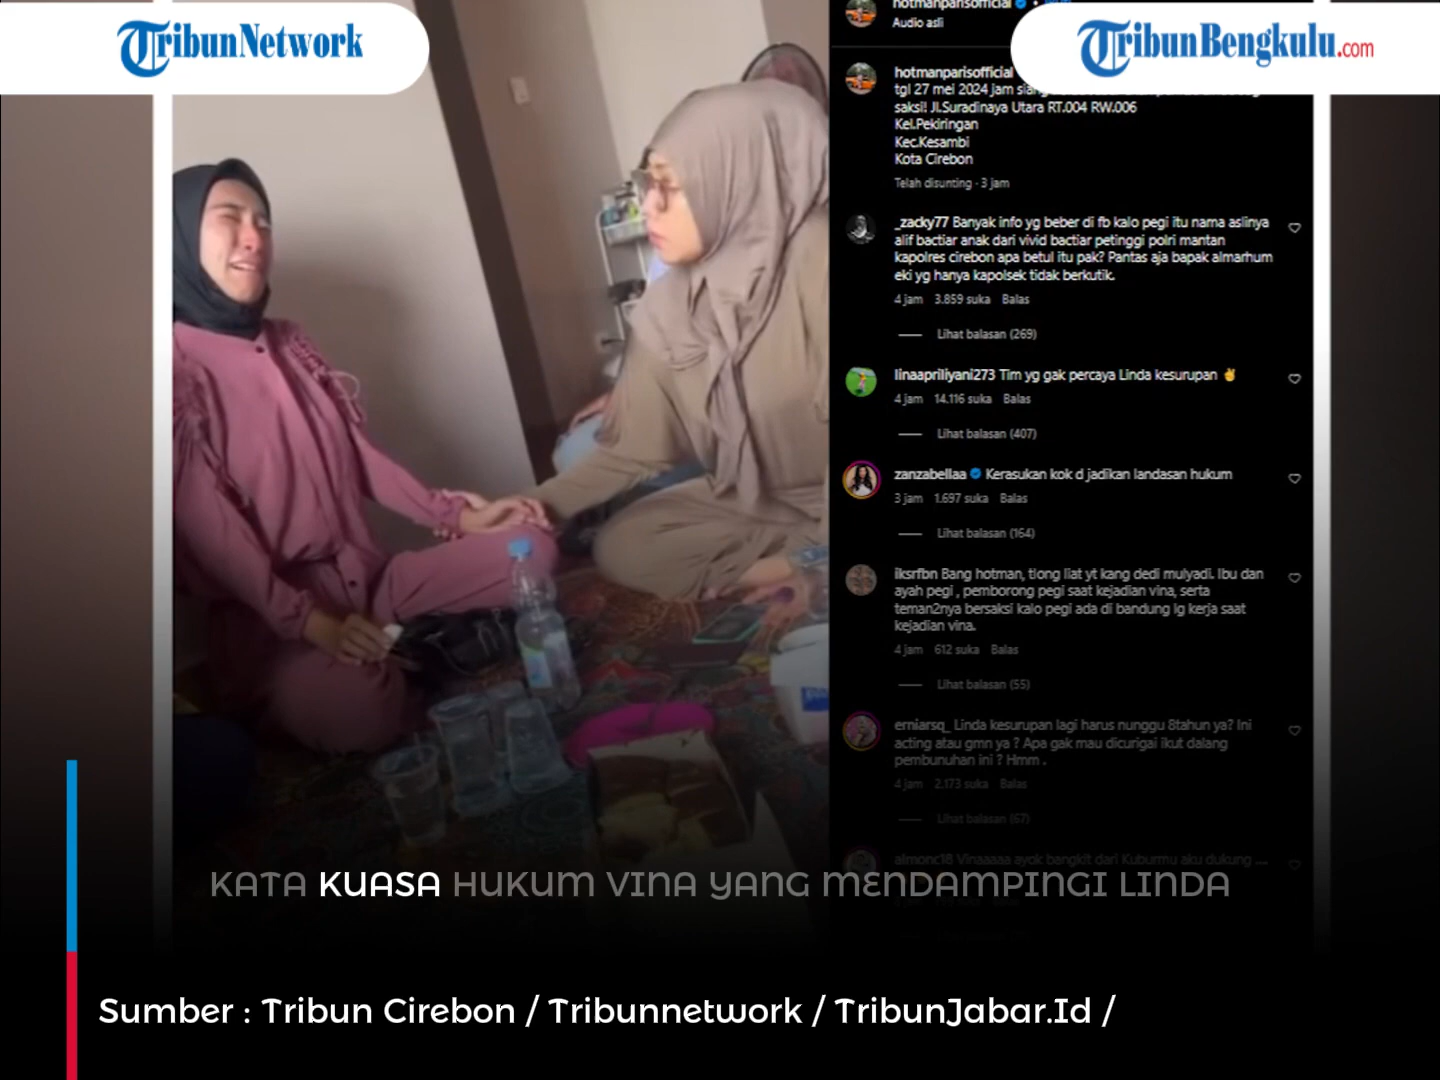 TribunNetwork
TribunBengkulu.com
hotmanparisofficial
Audio asli
hotmanparisofficial
tgl 27 mei 2024 jam
saksi! Jl.Suradinaya Utara RT.004 RW.006
Kel.Pekiringan
Kec.Kesambi
Kota Cirebon
Telah disunting · 3 jam
_zacky77 Banyak info yg beber di fb kalo pegi itu nama aslinya
alif bactiar anak dari vivid bactiar petinggi polri mantan
kapolres cirebon apa betul itu pak? Pantas aja bapak almarhum
eki yg hanya kapolsek tidak berkutik.
4 jam 3.859 suka Balas
Lihat balasan (269)
linaapriliyani273 Tim yg gak percaya Linda kesurupan ✌
4 jam 14.116 suka Balas
Lihat balasan (407)
zanzabellaa Kerasukan kok d jadikan landasan hukum
3 jam 1.697 suka Balas
Lihat balasan (164)
iksrfbn Bang hotman, tlong liat yt kang dedi mulyadi. Ibu dan
ayah pegi , pemborong pegi saat kejadian vina, serta
teman2nya bersaksi kalo pegi ada di bandung lg kerja saat
kejadian vina.
4 jam 612 suka Balas
Lihat balasan (55)
erniarsq_ Linda kesurupan lagi harus nunggu 8tahun ya? Ini
acting atau gmn ya ? Apa gak mau dicurigai ikut dalang
pembunuhan ini ? Hmm .
4 jam 2.173 suka Balas
Lihat balasan (67)
almonc18 Vinaaaaa ayok bangkit dari Kuburmu aku dukung ...
KATA KUASA HUKUM VINA YANG MENDAMPINGI LINDA
Sumber : Tribun Cirebon / Tribunnetwork / TribunJabar.Id /